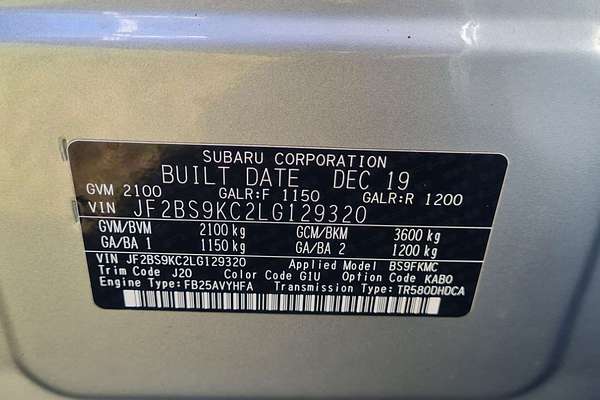 SUBARU CORPORATION
BUILT DATE DEC 19
GVM 2100 GALR:F 1150 GALR:R 1200
VIN JF2BS9KC2LG129320
GVM/BVM 2100 kg GCM/BKM 3600 kg
GA/BA 1 1150 kg GA/BA 2 1200 kg
VIN JF2BS9KC2LG129320 Applied Model BS9FKMC
Trim Code J20 Color Code G1U Option Code KAB0
Engine Type: FB25AVYHFA Transmission Type: TR580DHDCA